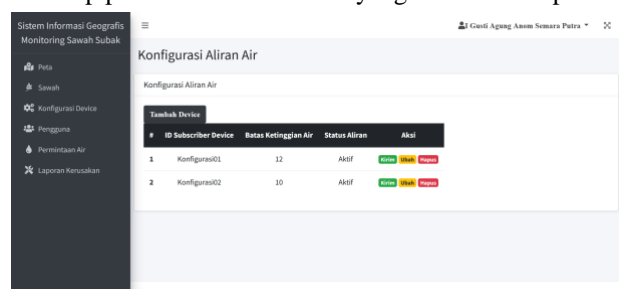 Sistem Informasi Geografis
Monitoring Sawah Subak
Peta
Sawah
Konfigurasi Device
Pengguna
Permintaan Air
Laporan Kerusakan
I Gusti Agung Anom Semara Putra
Konfigurasi Aliran Air
Konfigurasi Aliran Air
Tambah Device
# ID Subscriber Device Batas Ketinggian Air Status Aliran Aksi
1 Konfigurasi01 12 Aktif Kirim Ubah Hapus
2 Konfigurasi02 10 Aktif Kirim Ubah Hapus